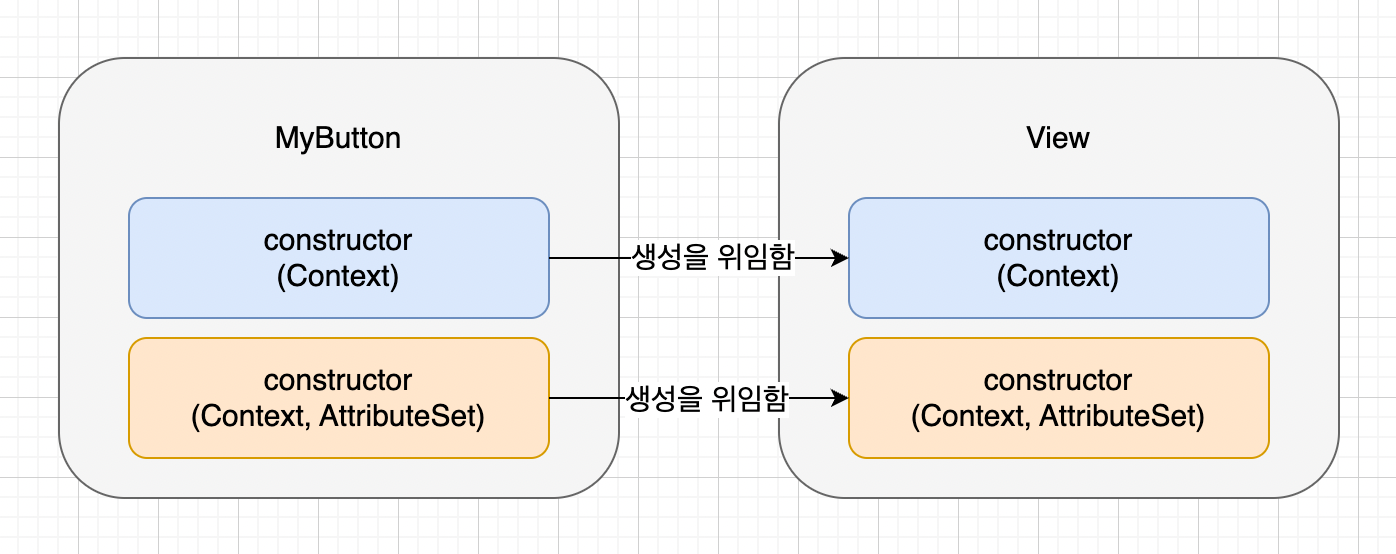 MyButton
constructor
(Context)
생성을 위임함
constructor
(Context, AttributeSet)
생성을 위임함
View
constructor
(Context)
constructor
(Context, AttributeSet)